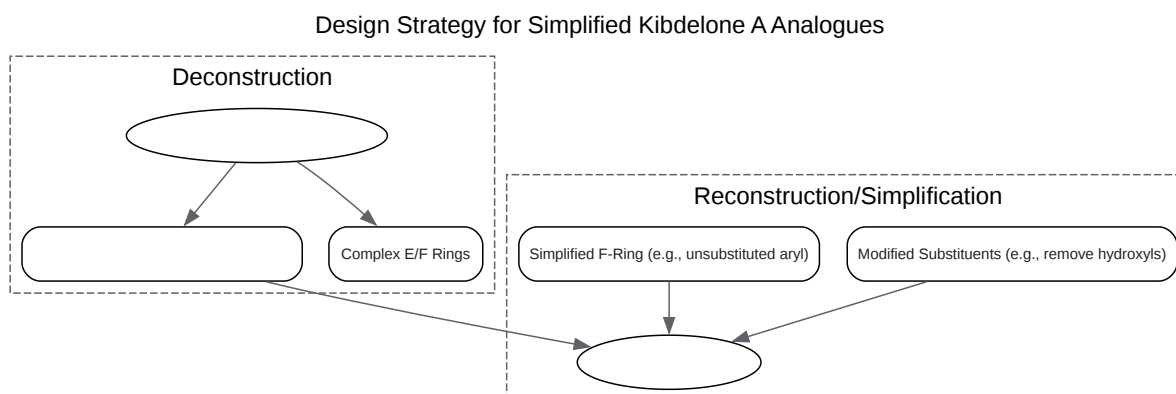 Design Strategy for Simplified Kibdelone A Analogues
Deconstruction
Reconstruction/Simplification
Complex E/F Rings
Simplified F-Ring (e.g., unsubstituted aryl)
Modified Substituents (e.g., remove hydroxyls)